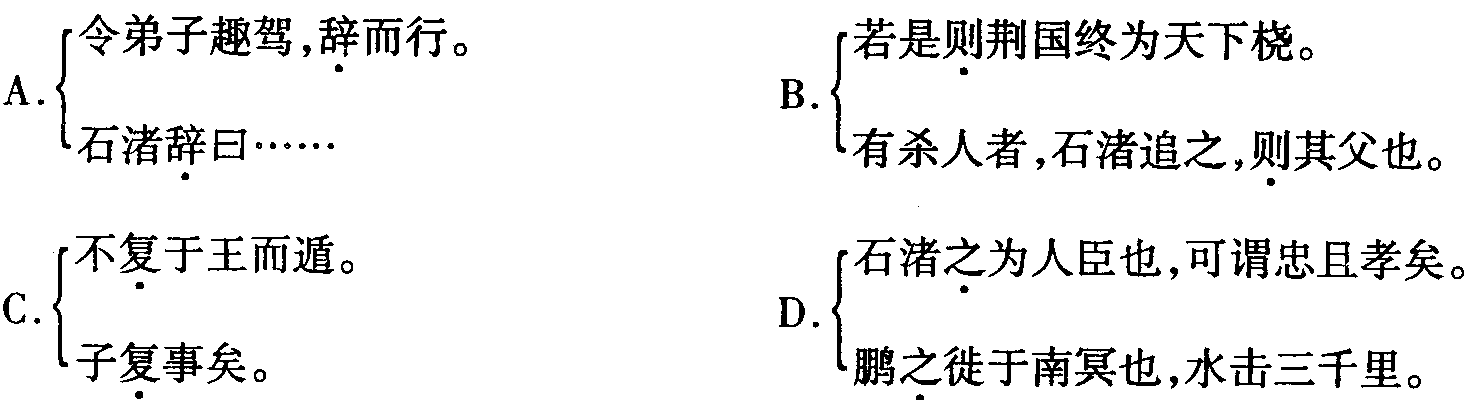 A. 令弟子趣驾,辞而行。
石渚辞曰……
B. 若是则荆国终为天下桡。
有杀人者,石渚追之,则其父也。
C. 不复于王而遁。
子复事矣。
D. 石渚之为人臣也,可谓忠且孝矣。
鹏之徙于南冥也,水击三千里。